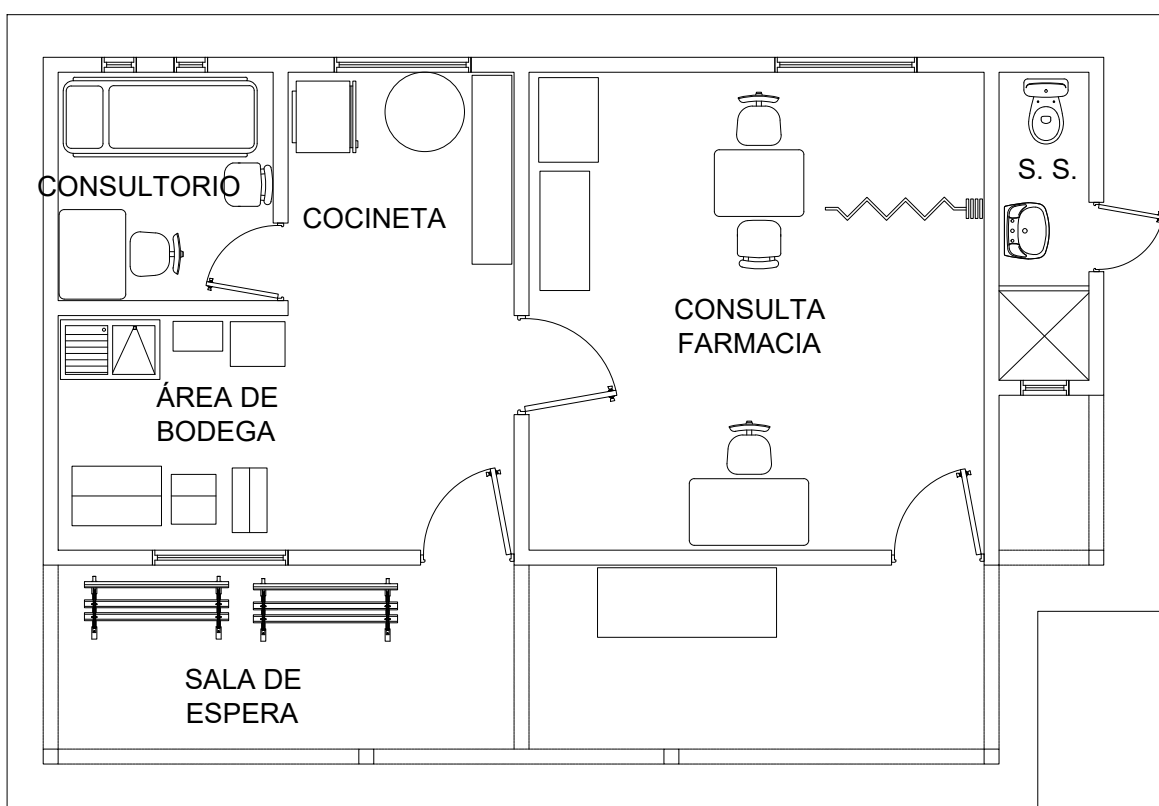 CONSULTORIO
COCINETA
S. S.
CONSULTA
FARMACIA
ÁREA DE
BODEGA
SALA DE
ESPERA